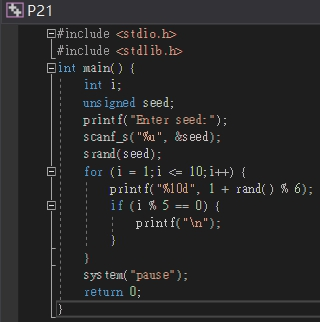 P21
#include <stdio.h>
#include <stdlib.h>
int main() {
    int i;
    unsigned seed;
    printf("Enter seed:");
    scanf_s("%u", &seed);
    srand(seed);
    for (i = 1;i <= 10;i++) {
        printf("%10d", 1 + rand() % 6);
        if (i % 5 == 0) {
            printf("\n");
        }
    }
    system("pause");
    return 0;
}